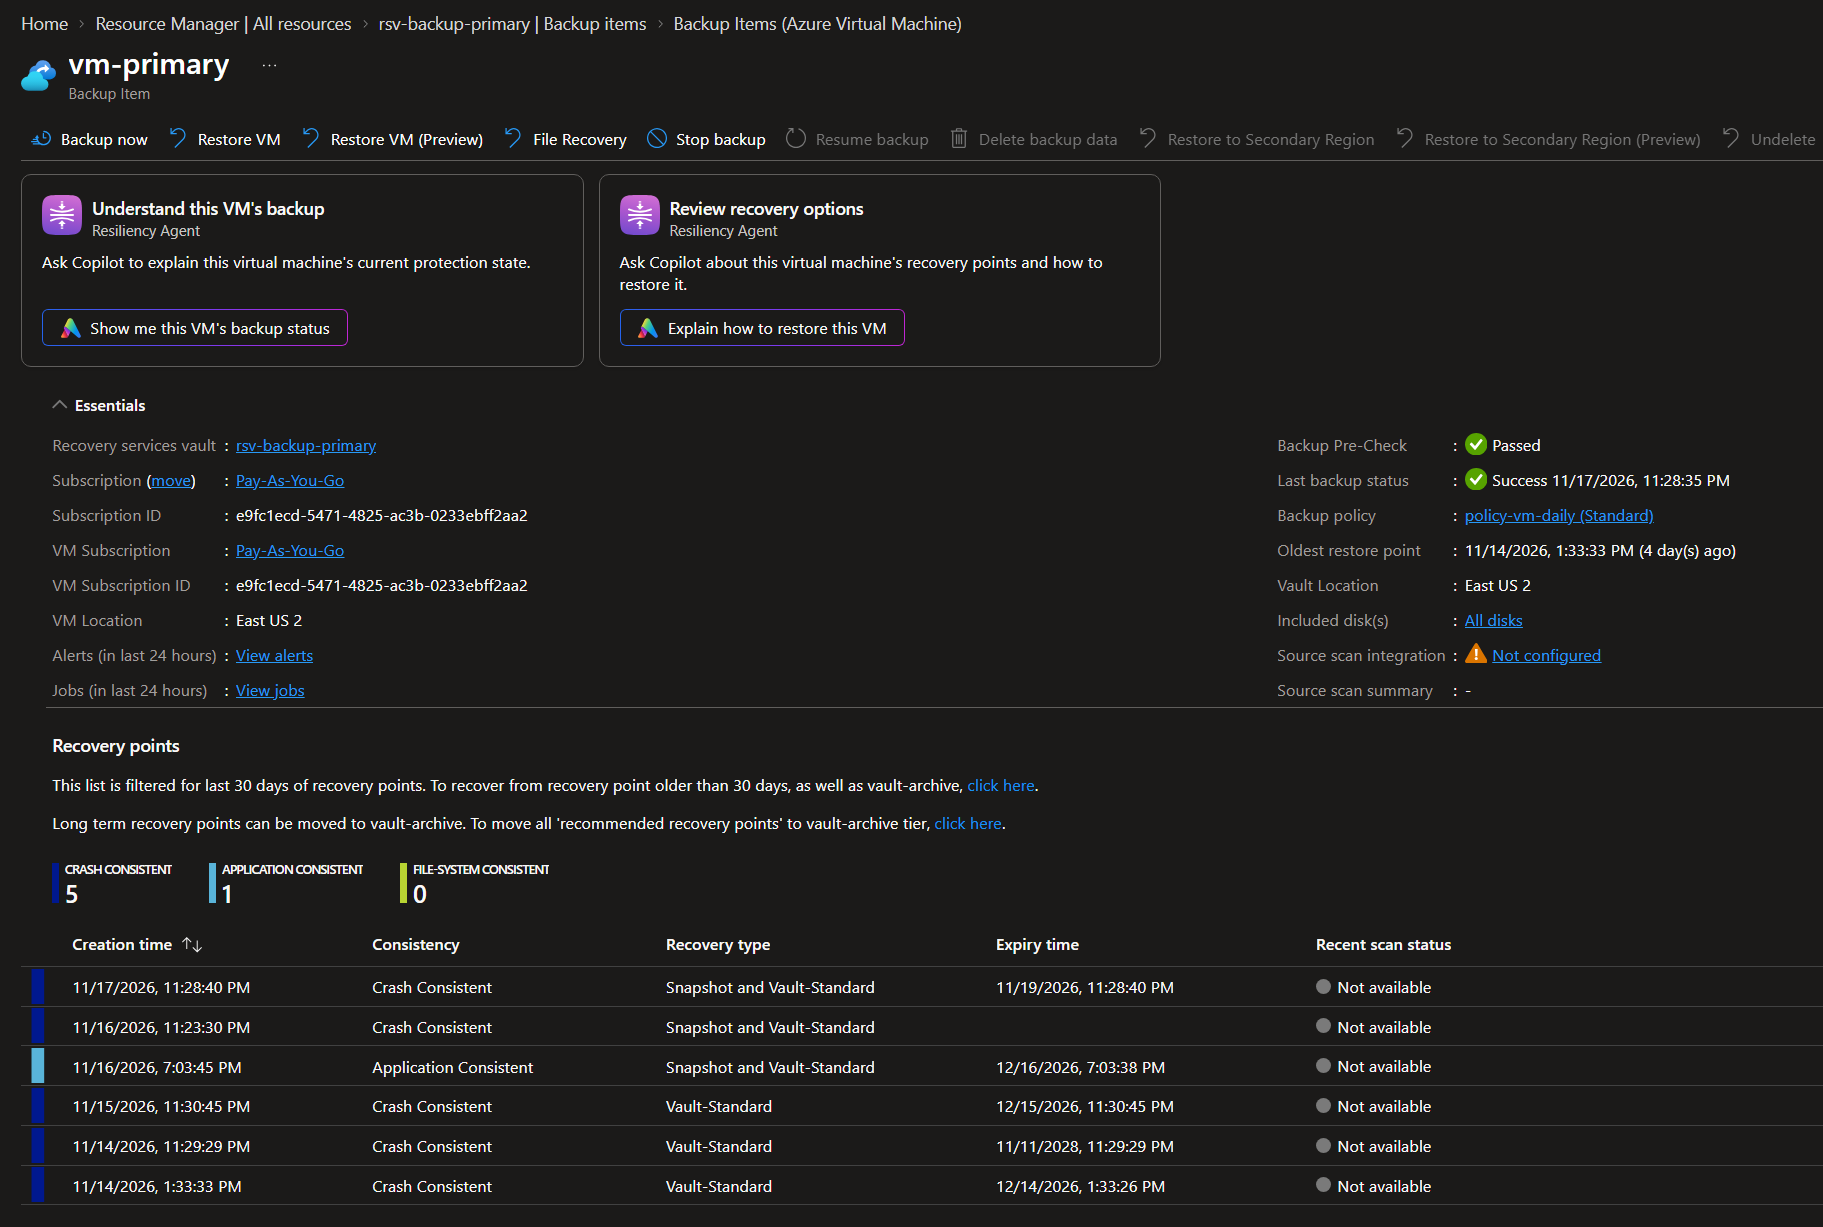 Home > Resource Manager | All resources > rsv-backup-primary | Backup items > Backup Items (Azure Virtual Machine)
vm-primary ...
Backup Item
Backup now Restore VM Restore VM (Preview) File Recovery Stop backup Resume backup Delete backup data Restore to Secondary Region Restore to Secondary Region (Preview) Undelete
Understand this VM's backup
Resiliency Agent
Ask Copilot to explain this virtual machine's current protection state.
Show me this VM's backup status
Review recovery options
Resiliency Agent
Ask Copilot about this virtual machine's recovery points and how to
restore it.
Explain how to restore this VM
Essentials
Recovery services vault : rsv-backup-primary
Subscription (move) : Pay-As-You-Go
Subscription ID : e9fc1ecd-5471-4825-ac3b-0233ebff2aa2
VM Subscription : Pay-As-You-Go
VM Subscription ID : e9fc1ecd-5471-4825-ac3b-0233ebff2aa2
VM Location : East US 2
Alerts (in last 24 hours) : View alerts
Jobs (in last 24 hours) : View jobs
Backup Pre-Check : Passed
Last backup status : Success 11/17/2026, 11:28:35 PM
Backup policy : policy-vm-daily (Standard)
Oldest restore point : 11/14/2026, 1:33:33 PM (4 day(s) ago)
Vault Location : East US 2
Included disk(s) : All disks
Source scan integration : Not configured
Source scan summary : -
Recovery points
This list is filtered for last 30 days of recovery points. To recover from recovery point older than 30 days, as well as vault-archive, click here.
Long term recovery points can be moved to vault-archive. To move all 'recommended recovery points' to vault-archive tier, click here.
CRASH CONSISTENT
5
APPLICATION CONSISTENT
1
FILE-SYSTEM CONSISTENT
0
Creation time Consistency Recovery type Expiry time Recent scan status
11/17/2026, 11:28:40 PM Crash Consistent Snapshot and Vault-Standard 11/19/2026, 11:28:40 PM Not available
11/16/2026, 11:23:30 PM Crash Consistent Snapshot and Vault-Standard Not available
11/16/2026, 7:03:45 PM Application Consistent Snapshot and Vault-Standard 12/16/2026, 7:03:38 PM Not available
11/15/2026, 11:30:45 PM Crash Consistent Vault-Standard 12/15/2026, 11:30:45 PM Not available
11/14/2026, 11:29:29 PM Crash Consistent Vault-Standard 11/11/2028, 11:29:29 PM Not available
11/14/2026, 1:33:33 PM Crash Consistent Vault-Standard 12/14/2026, 1:33:26 PM Not available